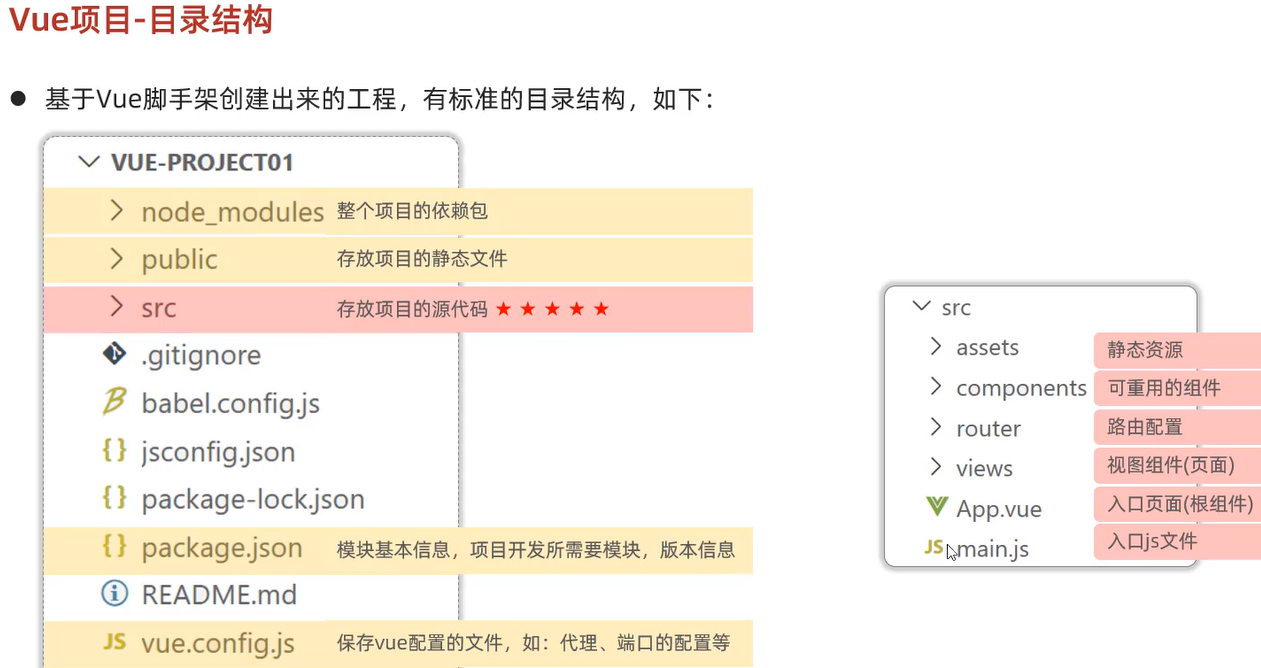 Vue项目-目录结构
● 基于Vue脚手架创建出来的工程，有标准的目录结构，如下：
VUE-PROJECT01
node_modules 整个项目的依赖包
public 存放项目的静态文件
src 存放项目的源代码 ★ ★ ★ ★ ★
.gitignore
babel.config.js
jsconfig.json
package-lock.json
package.json 模块基本信息，项目开发所需要模块，版本信息
README.md
vue.config.js 保存vue配置的文件，如：代理、端口的配置等
src
assets 静态资源
components 可重用的组件
router 路由配置
views 视图组件(页面)
App.vue 入口页面(根组件)
JS main.js 入口js文件